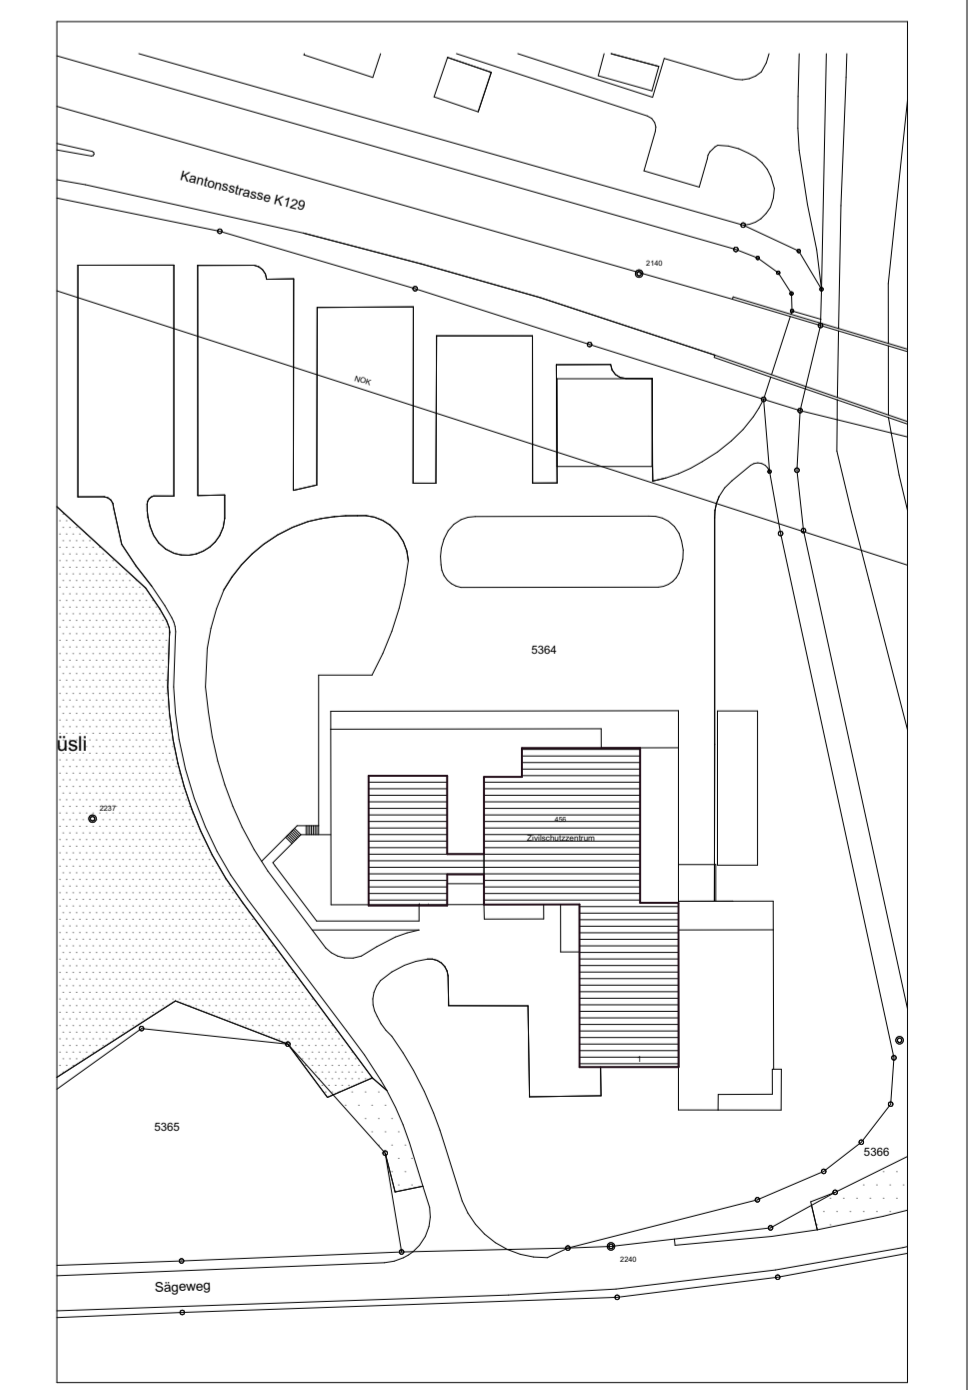 Kantonsstrasse K129
2140
NOK
5364
üsli
2237
456
Zivilschutzzentrum
1
5365
5366
2240
Sägeweg